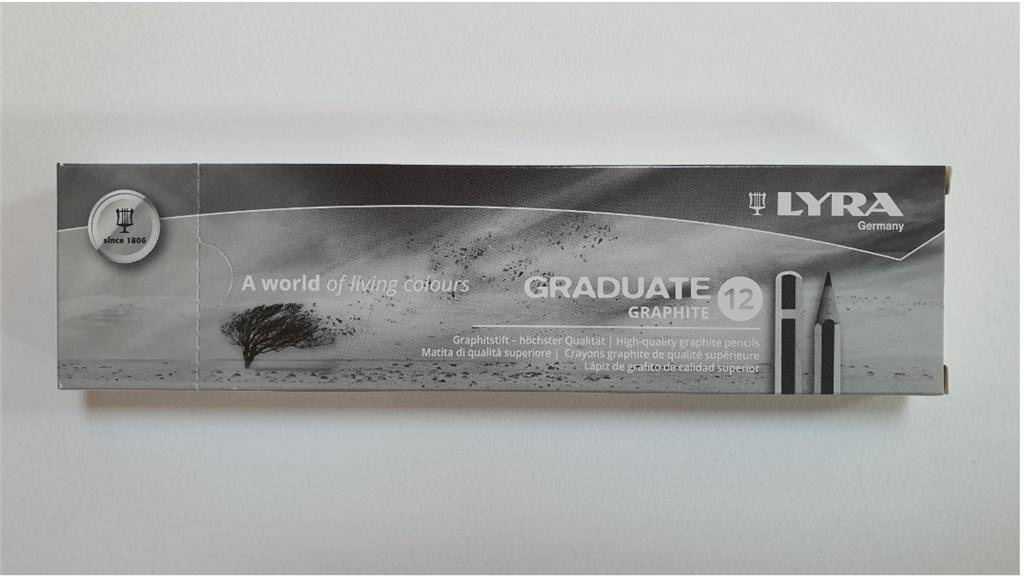 since 1806
LYRA
Germany
A world of living colours
GRADUATE 12
GRAPHITE
Graphitstift – höchster Qualität | High-quality graphite pencils
Matita di qualità superiore | Crayons graphite de qualité supérieure
Lápiz de grafito de calidad superior